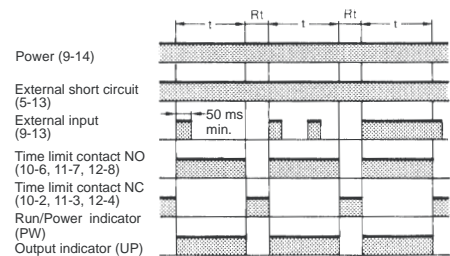 t Rt t Rt t
Power (9-14)
External short circuit
(5-13)
External input
(9-13)
50 ms
min.
Time limit contact NO
(10-6, 11-7, 12-8)
Time limit contact NC
(10-2, 11-3, 12-4)
Run/Power indicator
(PW)
Output indicator (UP)